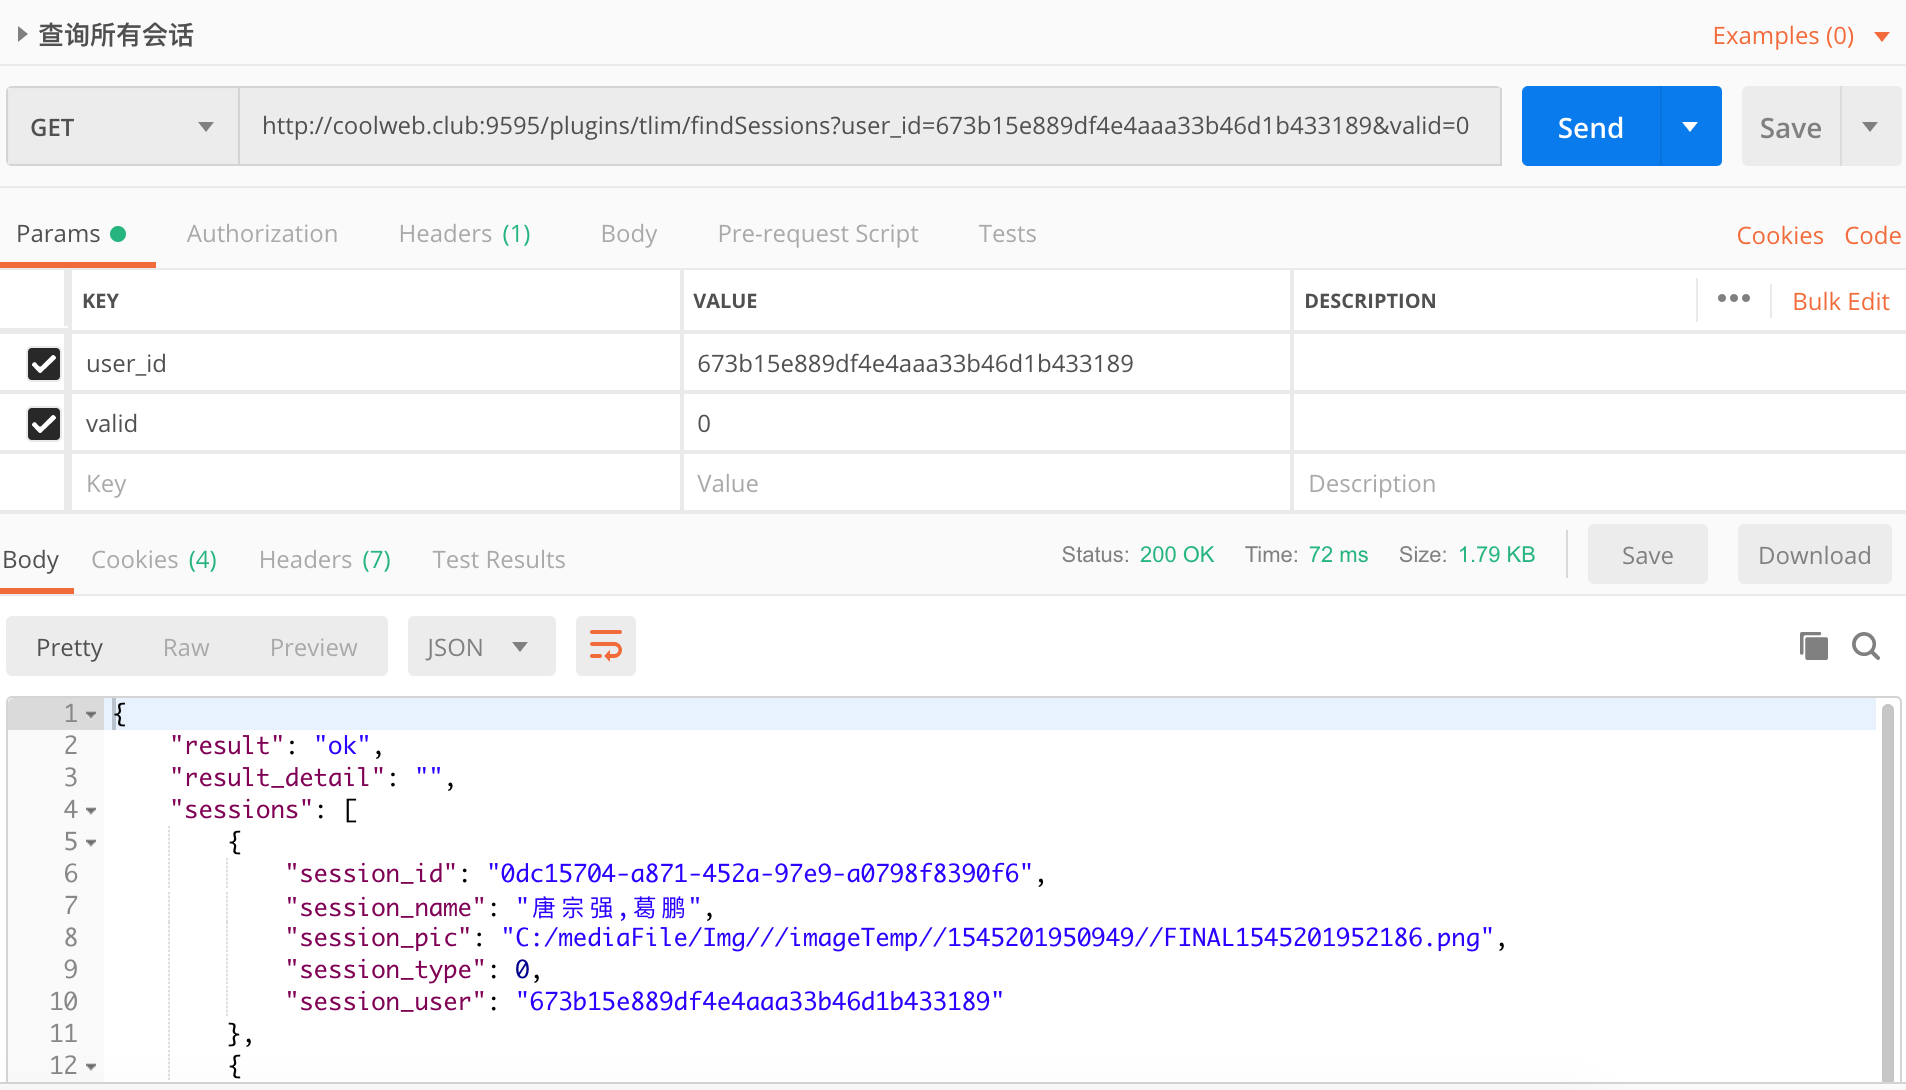 查询所有会话
Examples (0)
GET
http://coolweb.club:9595/plugins/tlim/findSessions?user_id=673b15e889df4e4aaa33b46d1b433189&valid=0
Send
Save
Params
Authorization
Headers (1)
Body
Pre-request Script
Tests
Cookies
Code
KEY
VALUE
DESCRIPTION
Bulk Edit
user_id
673b15e889df4e4aaa33b46d1b433189
valid
0
Key
Value
Description
Body
Cookies (4)
Headers (7)
Test Results
Status: 200 OK
Time: 72 ms
Size: 1.79 KB
Save
Download
Pretty
Raw
Preview
JSON
1 {
2 "result": "ok",
3 "result_detail": "",
4 "sessions": [
5 {
6 "session_id": "0dc15704-a871-452a-97e9-a0798f8390f6",
7 "session_name": "唐宗强,葛鹏",
8 "session_pic": "C:/mediaFile/Img///imageTemp//1545201950949//FINAL1545201952186.png",
9 "session_type": 0,
10 "session_user": "673b15e889df4e4aaa33b46d1b433189"
11 },
12 {